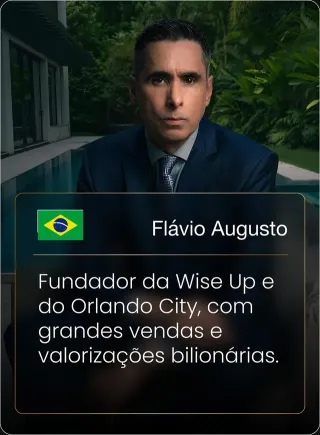 Flávio Augusto
Fundador da Wise Up e
do Orlando City, com
grandes vendas e
valorizações bilionárias.